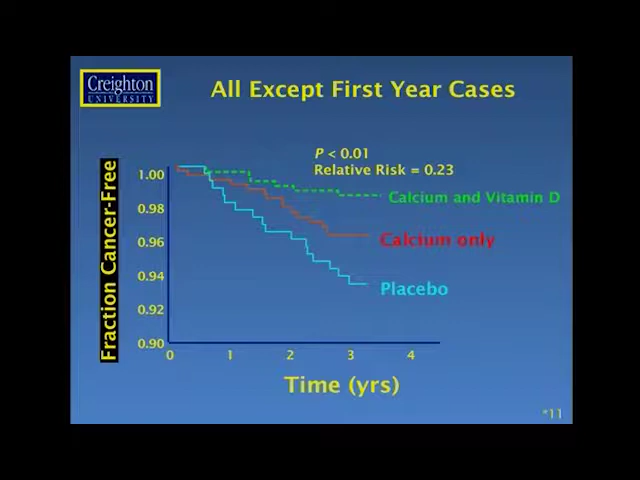 Creighton
UNIVERSITY
All Except First Year Cases
P < 0.01
Relative Risk = 0.23
Fraction Cancer-Free
1.00
0.98
0.96
0.94
0.92
0.90
Calcium and Vitamin D
Calcium only
Placebo
0 1 2 3 4
Time (yrs)
*11